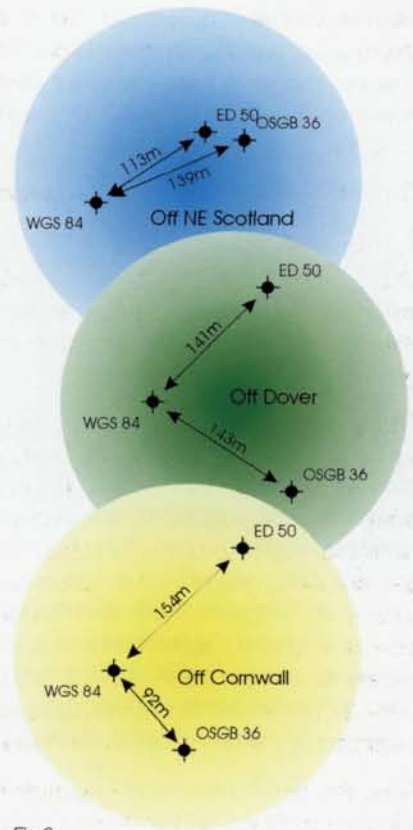 ED 50
OSGB 36
113m
139m
WGS 84
Off NE Scotland
ED 50
141m
Off Dover
WGS 84
143m
OSGB 36
ED 50
154m
WGS 84
Off Cornwall
92m
OSGB 36